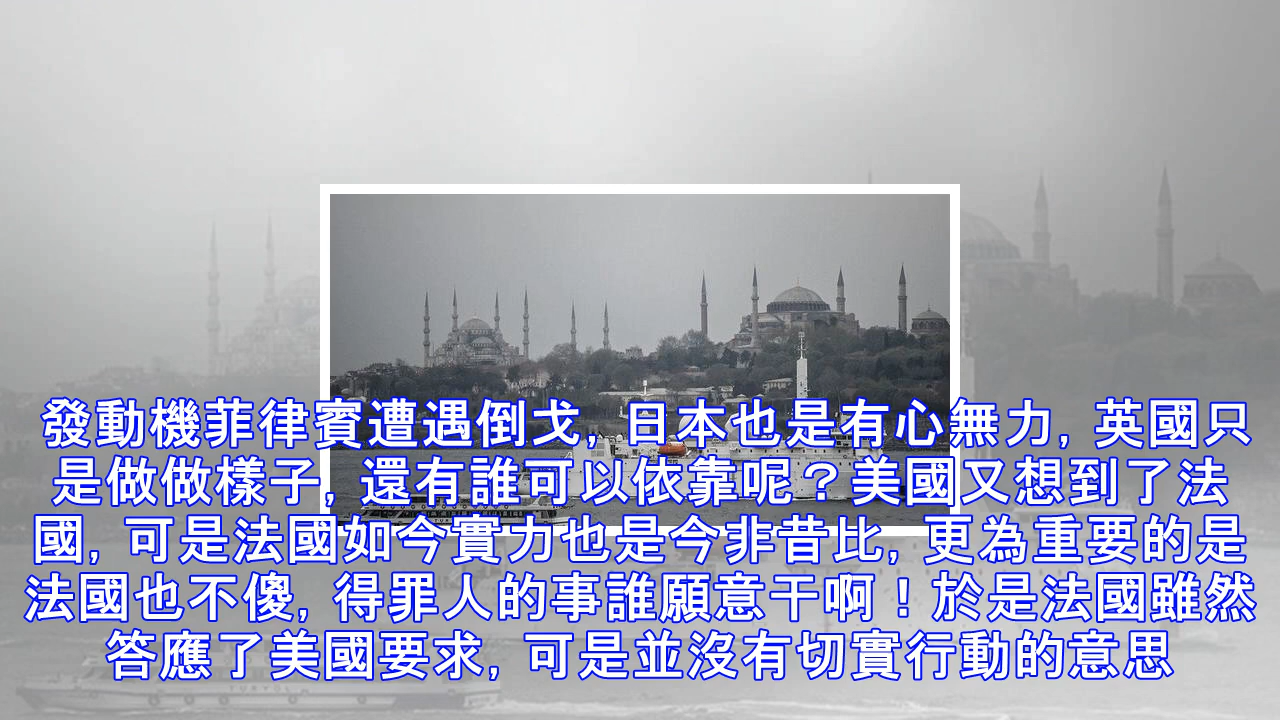 發動機菲律賓遭遇倒戈, 日本也是有心無力, 英國只
是做做樣子, 還有誰可以依靠呢？美國又想到了法
國, 可是法國如今實力也是今非昔比, 更為重要的是
法國也不傻, 得罪人的事誰願意干啊！於是法國雖然
答應了美國要求, 可是並沒有切實行動的意思
TURYOL